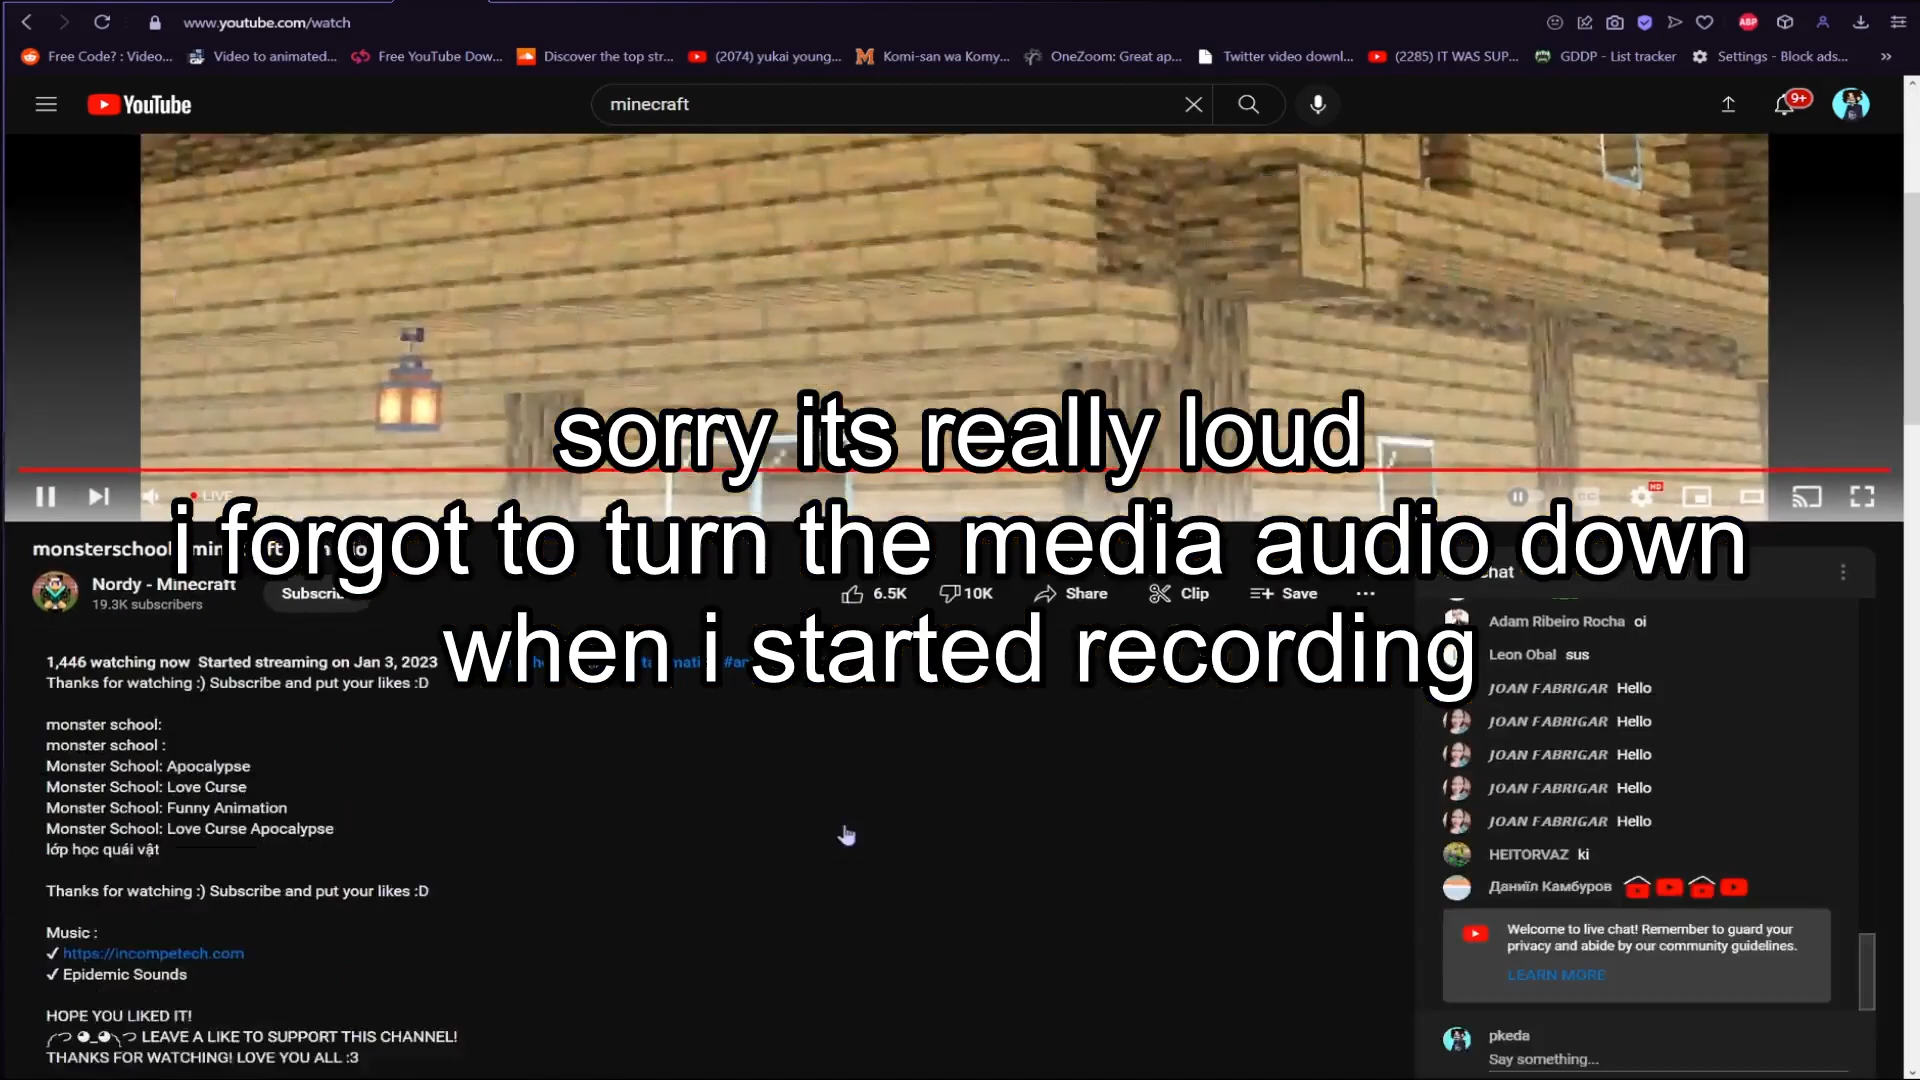 www.youtube.com/watch
Free Code? : Video...
Video to animated...
Free YouTube Dow...
Discover the top str...
(2074) yukai young...
Komi-san wa Komy...
OneZoom: Great ap...
Twitter video downl...
(2285) IT WAS SUP...
GDDP - List tracker
Settings - Block ads...
YouTube
minecraft
9+
ABP
sorry its really loud
i forgot to turn the media audio down
when i started recording
LIVE
HD
Nordy - Minecraft
19.3K subscribers
6.5K
10K
Share
Clip
Save
1,446 watching now Started streaming on Jan 3, 2023
Thanks for watching :) Subscribe and put your likes :D
monster school:
monster school :
Monster School: Apocalypse
Monster School: Love Curse
Monster School: Funny Animation
Monster School: Love Curse Apocalypse
lớp học quái vật
Thanks for watching :) Subscribe and put your likes :D
Music :
✓ https://incompetech.com
✓ Epidemic Sounds
HOPE YOU LIKED IT!
LEAVE A LIKE TO SUPPORT THIS CHANNEL!
THANKS FOR WATCHING! LOVE YOU ALL :3
Adam Ribeiro Rocha oi
Leon Obal sus
JOAN FABRIGAR Hello
JOAN FABRIGAR Hello
JOAN FABRIGAR Hello
JOAN FABRIGAR Hello
JOAN FABRIGAR Hello
HEITORVAZ ki
Даниїл Камбуров
Welcome to live chat! Remember to guard your
privacy and abide by our community guidelines.
LEARN MORE
pkeda
Say something...